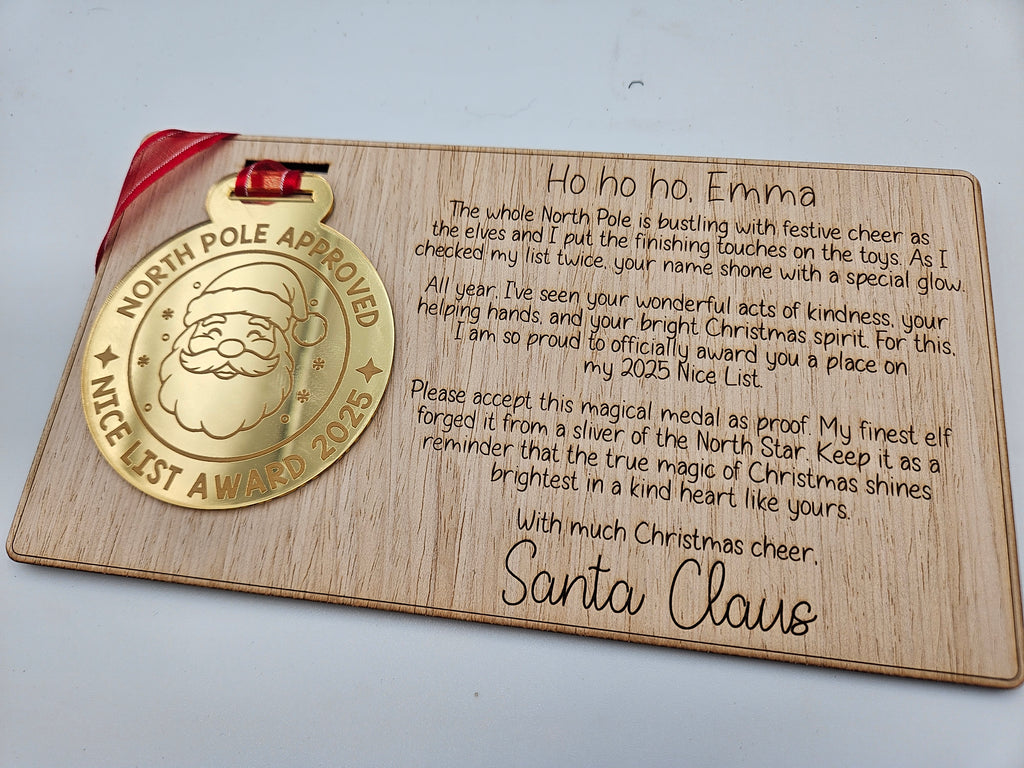 NORTH POLE APPROVED
NICE LIST AWARD 2025
Ho ho ho, Emma
The whole North Pole is bustling with festive cheer as
the elves and I put the finishing touches on the toys. As I
checked my list twice, your name shone with a special glow.
All year, I've seen your wonderful acts of kindness, your
helping hands, and your bright Christmas spirit. For this,
I am so proud to officially award you a place on
my 2025 Nice List.
Please accept this magical medal as proof. My finest elf
forged it from a sliver of the North Star. Keep it as a
reminder that the true magic of Christmas shines
brightest in a kind heart like yours.
With much Christmas cheer,
Santa Claus